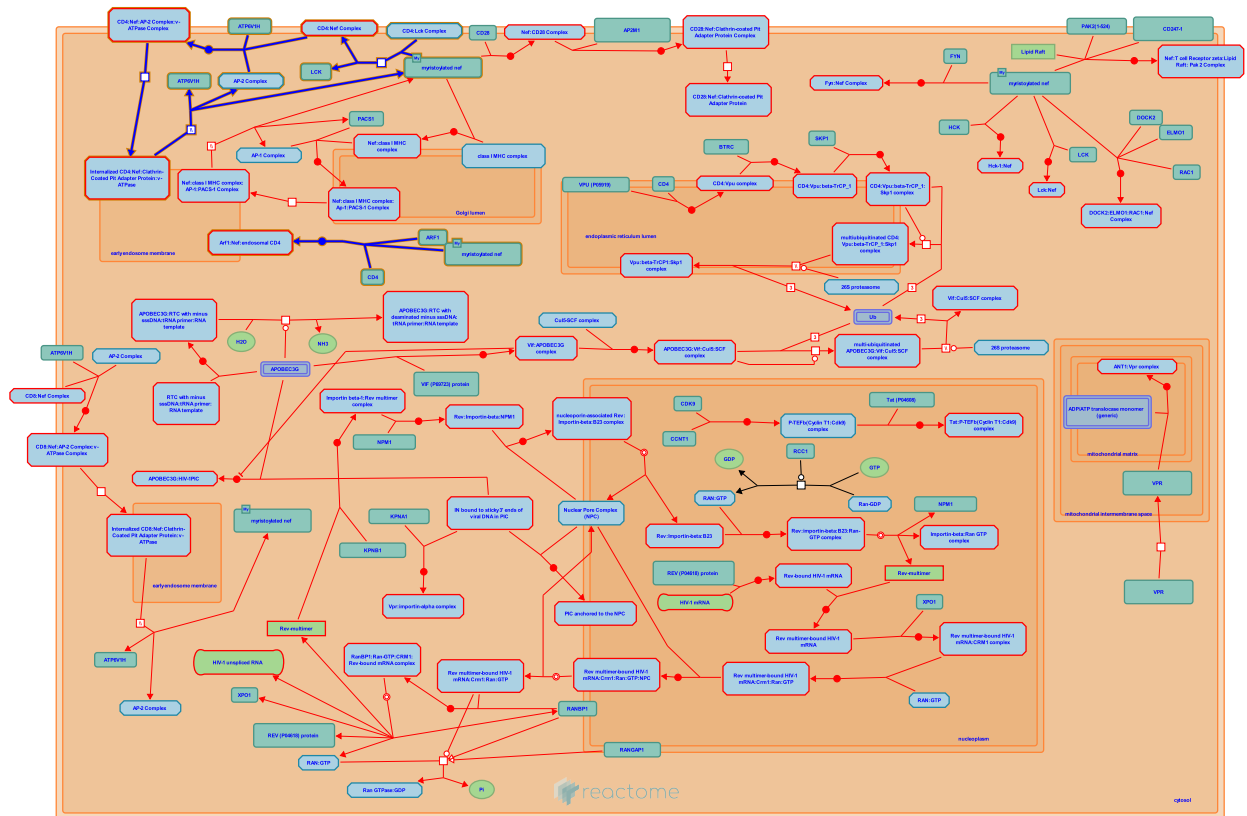 CD4:Nef:AP-2 Complex:v-
ATPase Complex
ATP6V1H
CD4:Nef Complex
CD4:Lck Complex
CD28
Nef:CD28 Complex
AP2M1
CD28:Nef:Clathrin-coated Pit
Adapter Protein Complex
PAK2(1-524)
CD247-1
Lipid Raft
Nef:T cell Receptor zeta:Lipid
Raft: Pak 2 Complex
LCK
myristoylated nef
ATP6V1H
AP-2 Complex
FYN
Fyn:Nef Complex
myristoylated nef
CD28:Nef:Clathrin-coated Pit
Adapter Protein
PACS1
AP-1 Complex
Nef:class I MHC
complex
class I MHC complex
HCK
Hck-1:Nef
LCK
Lck:Nef
DOCK2
ELMO1
RAC1
DOCK2:ELMO1:RAC1:Nef
Complex
Internalized CD4:Nef:Clathrin-
Coated Pit Adapter Protein:v-
ATPase
Nef:class I MHC complex:
AP-1:PACS-1 Complex
Nef:class I MHC complex:
Ap-1:PACS-1 Complex
Golgi lumen
BTRC
SKP1
VPU (P05919)
CD4
CD4:Vpu complex
CD4:Vpu:beta-TrCP_1
CD4:Vpu:beta-TrCP_1:
Skp1 complex
early endosome membrane
Arf1:Nef:endosomal CD4
ARF1
myristoylated nef
CD4
endoplasmic reticulum lumen
multiubiquitinated CD4:
Vpu:beta-TrCP_1:Skp1
complex
Vpu:beta-TrCP1:Skp1
complex
26S proteasome
3
3
APOBEC3G:RTC with minus
sssDNA:tRNA primer:RNA
template
H2O
NH3
APOBEC3G:RTC with
deaminated minus sssDNA:
tRNA primer:RNA template
Cul5-SCF complex
Ub
Vif:Cul5:SCF complex
3
3
ATP6V1H
AP-2 Complex
APOBEC3G
Vif:APOBEC3G
complex
APOBEC3G:Vif:Cul5:SCF
complex
multi-ubiquitinated
APOBEC3G:Vif:Cul5:SCF
complex
26S proteasome
CD8:Nef Complex
RTC with minus
sssDNA:tRNA primer:
RNA template
VIF (P69723) protein
ANT1:Vpr complex
ADP/ATP translocase monomer
(generic)
mitochondrial matrix
VPR
mitochondrial intermembrane space
VPR
CD8:Nef:AP-2 Complex:v-
ATPase Complex
Importin beta-1:Rev multimer
complex
NPM1
Rev:Importin-beta:NPM1
nucleoporin-associated Rev:
Importin-beta:B23 complex
CDK9
CCNT1
P-TEFb(Cyclin T1:Cdk9)
complex
Tat (P04608)
Tat:P-TEFb(Cyclin T1:Cdk9)
complex
RCC1
GDP
GTP
RAN:GTP
Ran-GDP
APOBEC3G:HIV-1 PIC
IN bound to sticky 3' ends of
viral DNA in PIC
Nuclear Pore Complex
(NPC)
NPM1
Internalized CD8:Nef:Clathrin-
Coated Pit Adapter Protein:v-
ATPase
early endosome membrane
myristoylated nef
KPNA1
KPNB1
Rev:Importin-beta:B23
Rev:Importin-beta:B23:Ran-
GTP complex
Importin-beta:Ran GTP
complex
REV (P04618) protein
HIV-1 mRNA
Rev-bound HIV-1 mRNA
Rev-multimer
Vpr:importin-alpha complex
PIC anchored to the NPC
XPO1
Rev multimer-bound HIV-1
mRNA
Rev multimer-bound HIV-1
mRNA:CRM1 complex
Rev-multimer
ATP6V1H
HIV-1 unspliced RNA
RanBP1:Ran-GTP:CRM1:
Rev-bound mRNA complex
Rev multimer-bound HIV-1
mRNA:Crm1:Ran:GTP
Rev multimer-bound HIV-1
mRNA:Crm1:Ran:GTP:NPC
Rev multimer-bound HIV-1
mRNA:Crm1:Ran:GTP
RAN:GTP
AP-2 Complex
XPO1
REV (P04618) protein
RANBP1
RAN:GTP
RANGAP1
nucleoplasm
Ran GTPase:GDP
Pi
reactome
cytosol